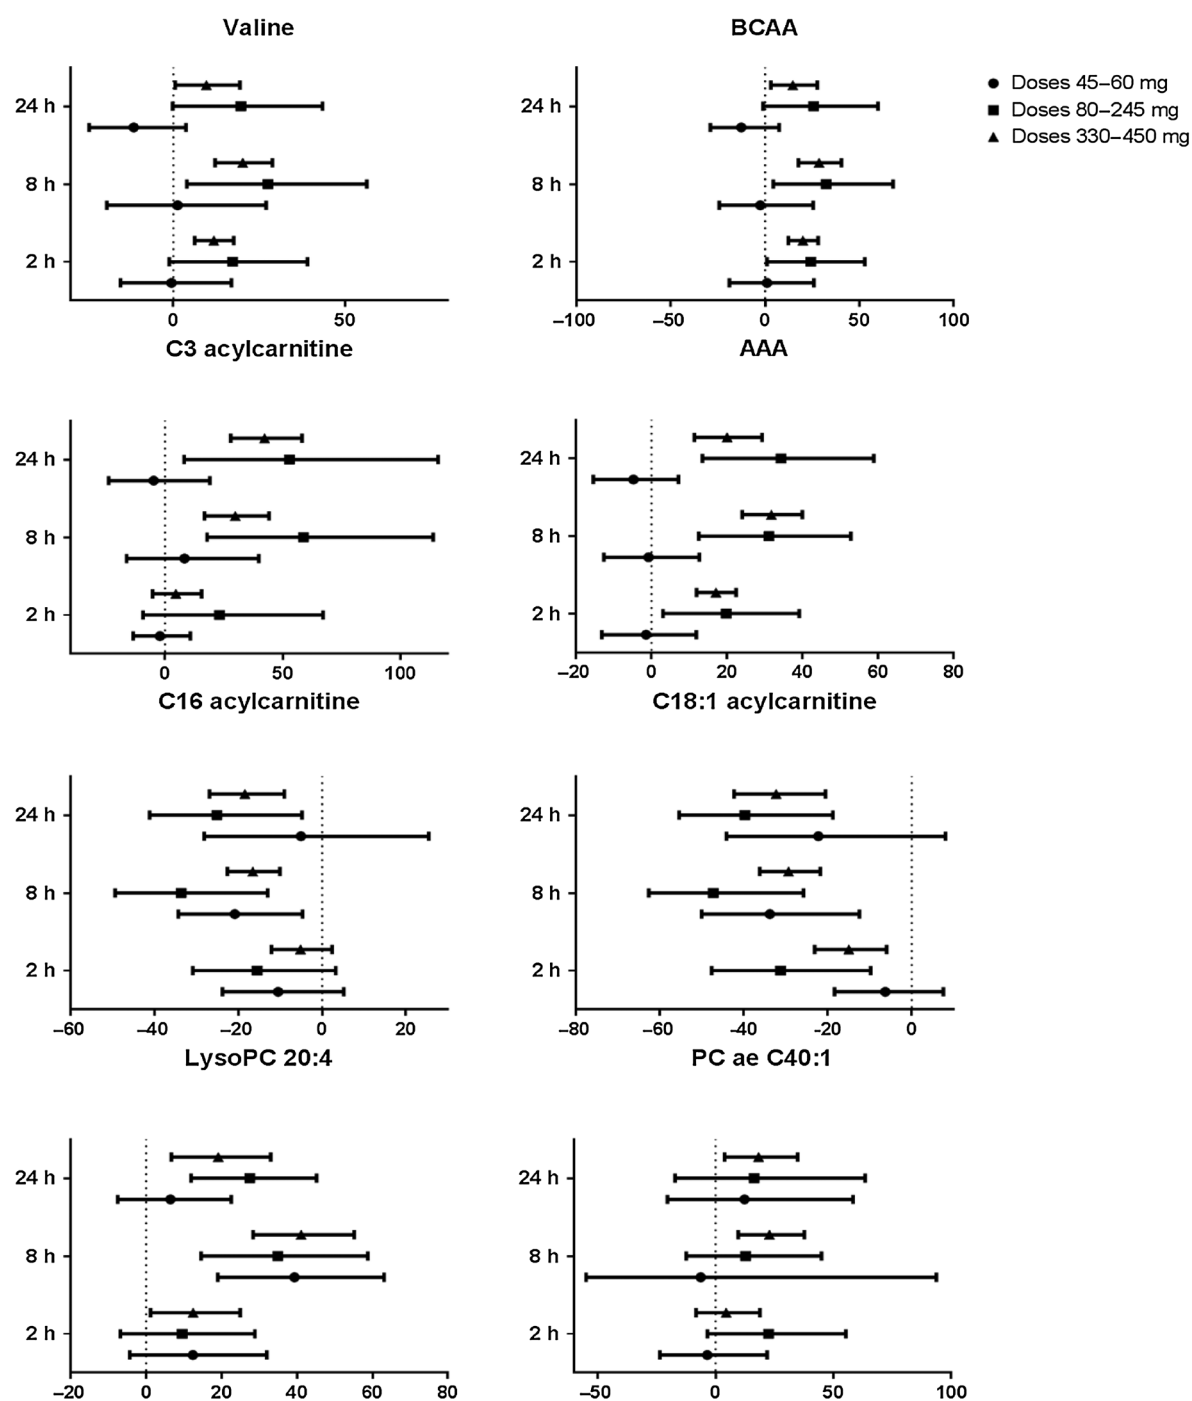 Valine
BCAA
Doses 45–60 mg
Doses 80–245 mg
Doses 330–450 mg
24 h
8 h
2 h
0 50
24 h
8 h
2 h
–100 –50 0 50 100
C3 acylcarnitine
AAA
24 h
8 h
2 h
0 50 100
24 h
8 h
2 h
–20 0 20 40 60 80
C16 acylcarnitine
C18:1 acylcarnitine
24 h
8 h
2 h
–60 –40 –20 0 20
24 h
8 h
2 h
–80 –60 -40 -20 0
LysoPC 20:4
PC ae C40:1
24 h
8 h
2 h
–20 0 20 40 60 80
24 h
8 h
2 h
–50 0 50 100